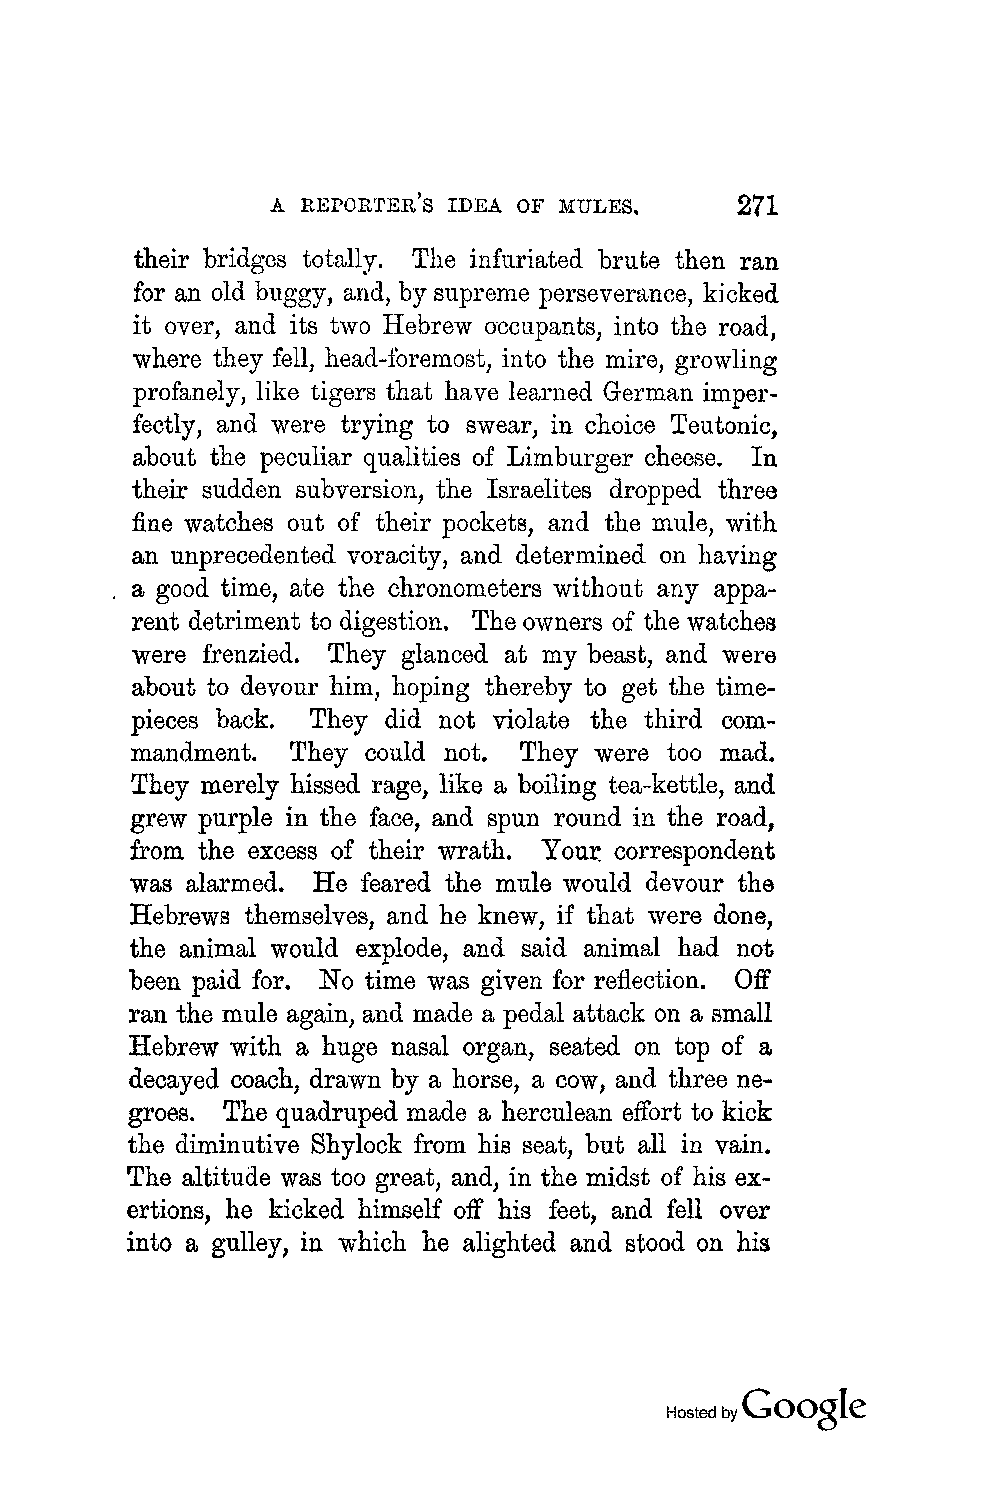 A REPORTER'S IDEA OF MULES. 271
their bridges totally. The infuriated brute then ran
for an old buggy, and, by supreme perseverance, kicked
it over, and its two Hebrew occupants, into the road,
where they fell, head-foremost, into the mire, growling
profanely, like tigers that have learned German imper-
fectly, and were trying to swear, in choice Teutonic,
about the peculiar qualities of Limburger cheese. In
their sudden subversion, the Israelites dropped three
fine watches out of their pockets, and the mule, with
an unprecedented voracity, and determined on having
a good time, ate the chronometers without any appa-
rent detriment to digestion. The owners of the watches
were frenzied. They glanced at my beast, and were
about to devour him, hoping thereby to get the time-
pieces back. They did not violate the third com-
mandment. They could not. They were too mad.
They merely hissed rage, like a boiling tea-kettle, and
grew purple in the face, and spun round in the road,
from the excess of their wrath. Your correspondent
was alarmed. He feared the mule would devour the
Hebrews themselves, and he knew, if that were done,
the animal would explode, and said animal had not
been paid for. No time was given for reflection. Off
ran the mule again, and made a pedal attack on a small
Hebrew with a huge nasal organ, seated on top of a
decayed coach, drawn by a horse, a cow, and three ne-
groes. The quadruped made a herculean effort to kick
the diminutive Shylock from his seat, but all in vain.
The altitude was too great, and, in the midst of his ex-
ertions, he kicked himself off his feet, and fell over
into a gulley, in which he alighted and stood on his
Hosted by Google